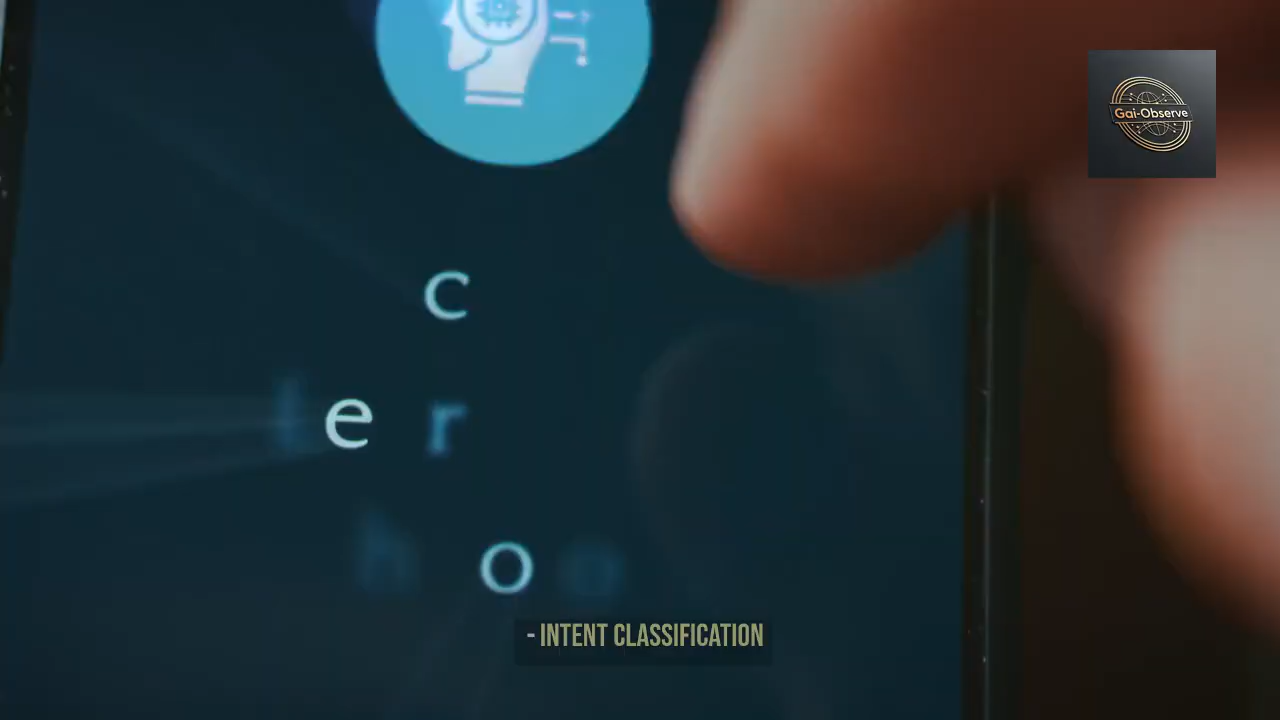 Gai-Observe
c
e r
h o
- INTENT CLASSIFICATION